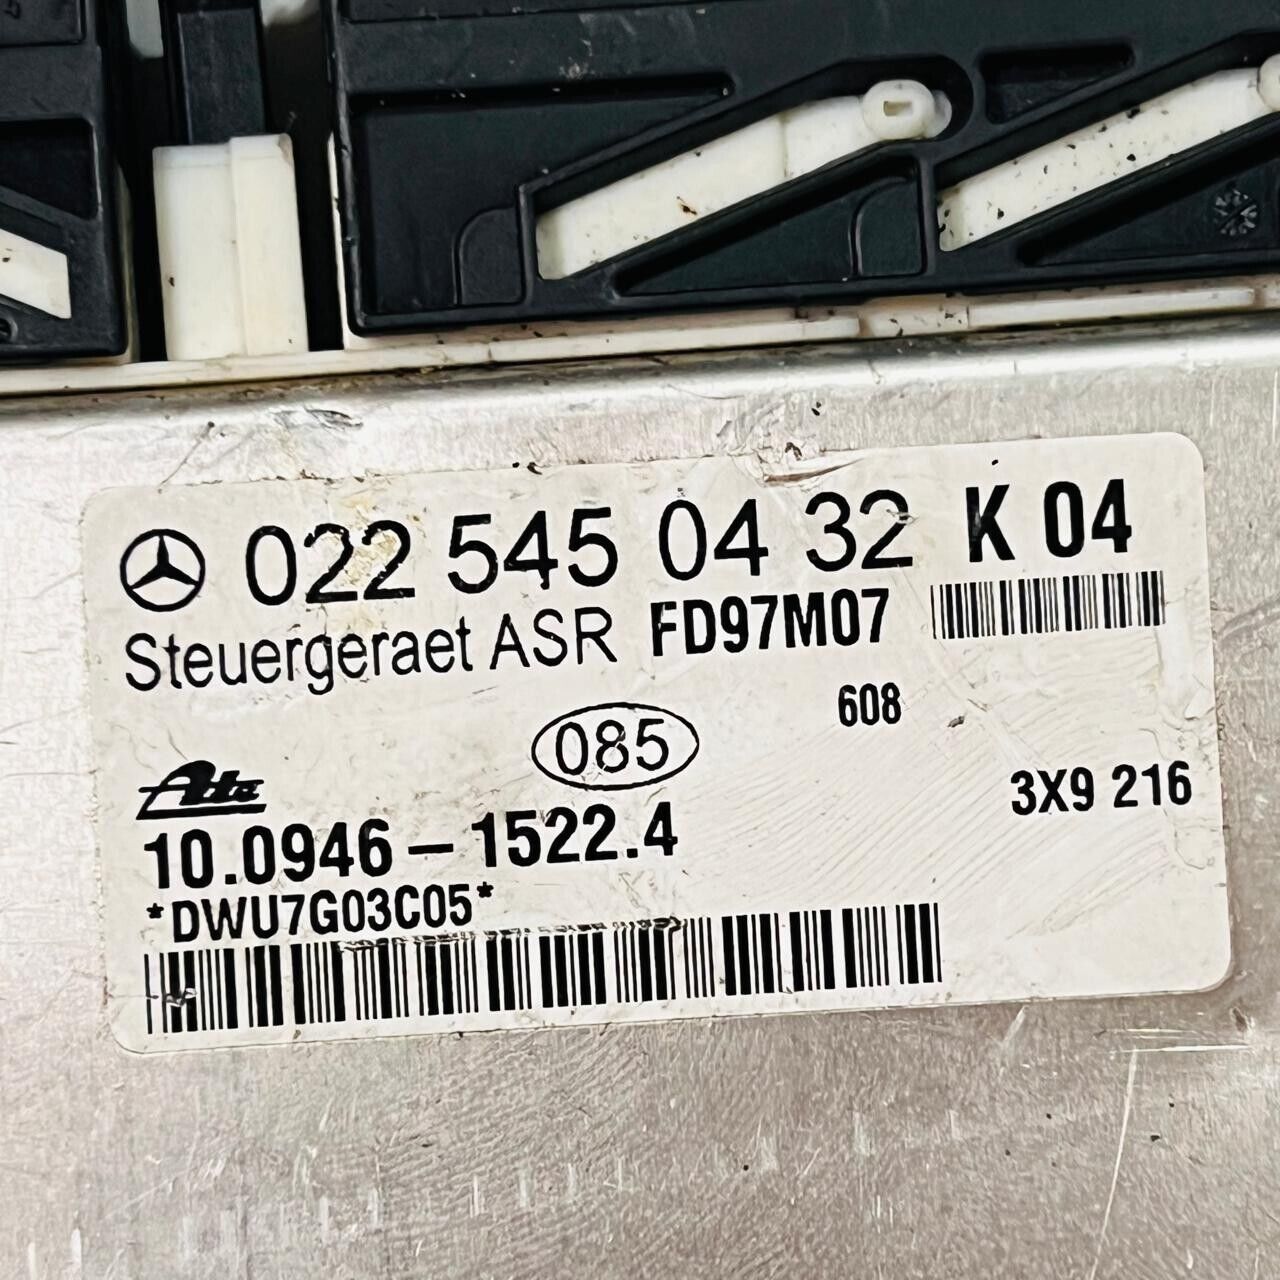 022 545 04 32 K 04
Steuergeraet ASR FD97M07
085
608
Ate
3X9 216
10.0946-1522.4
*DWU7G03C05*